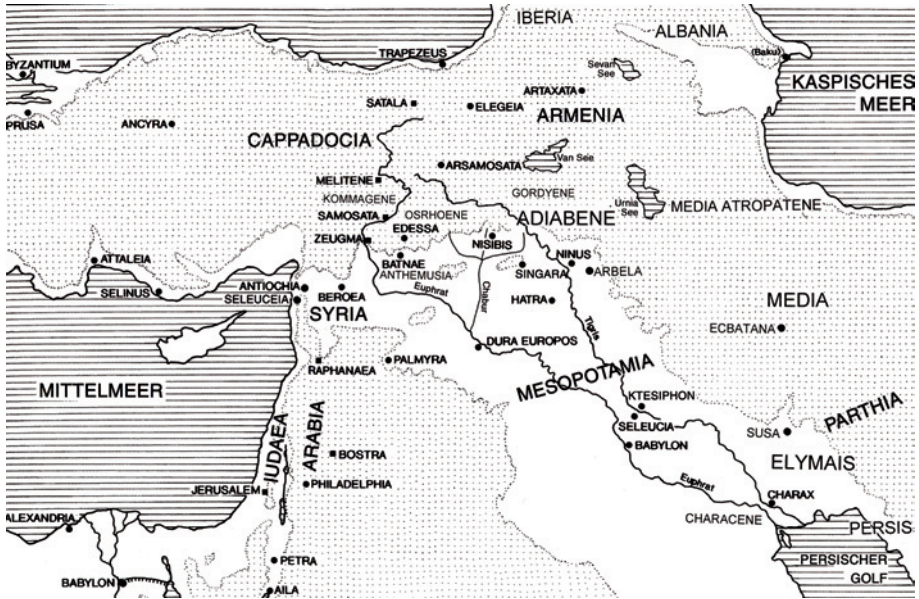 IBERIA
ALBANIA
BYZANTIUM
TRAPEZEUS
Sevan
See
(Baku)
KASPISCHES
MEER
ARTAXATA
PRUSA
ANCYRA
SATALA
ELEGEIA
ARMENIA
CAPPADOCIA
ARSAMOSATA
Van See
MELITENE
KOMMAGENE
GORDYENE
Urnia
See
MEDIA ATROPATENE
SAMOSATA
OSRHOENE
ADIABENE
EDESSA
ZEUGMA
NISIBIS
NINUS
ATTALEIA
BATNAE
ANTHEMUSIA
SINGARA
ARBELA
SELINUS
ANTIOCHIA
SELEUCEIA
BEROEA
Euphrat
Chabur
HATRA
MEDIA
SYRIA
Tigris
ECBATANA
DURA EUROPOS
RAPHANAEA
PALMYRA
MITTELMEER
MESOPOTAMIA
KTESIPHON
PARTHIA
SELEUCIA
SUSA
IUDAEA
ARABIA
BOSTRA
BABYLON
ELYMAIS
JERUSALEM
PHILADELPHIA
Euphrat
CHARAX
ALEXANDRIA
CHARACENE
PERSIS
PETRA
PERSISCHER
GOLF
BABYLON
AILA